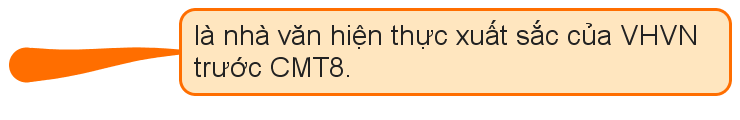 là nhà văn hiện thực xuất sắc của VHVN
trước CMT8.